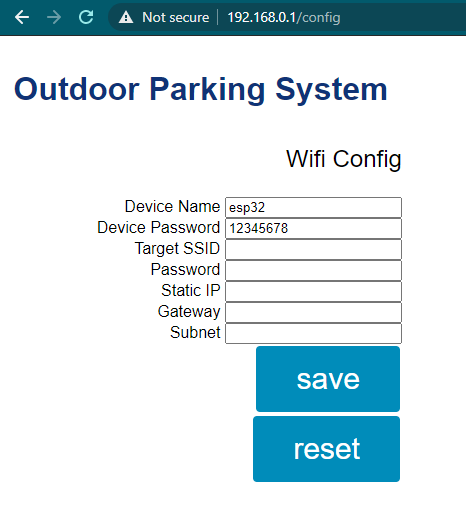 Not secure 192.168.0.1/config
Outdoor Parking System
Wifi Config
Device Name esp32
Device Password 12345678
Target SSID
Password
Static IP
Gateway
Subnet
save
reset